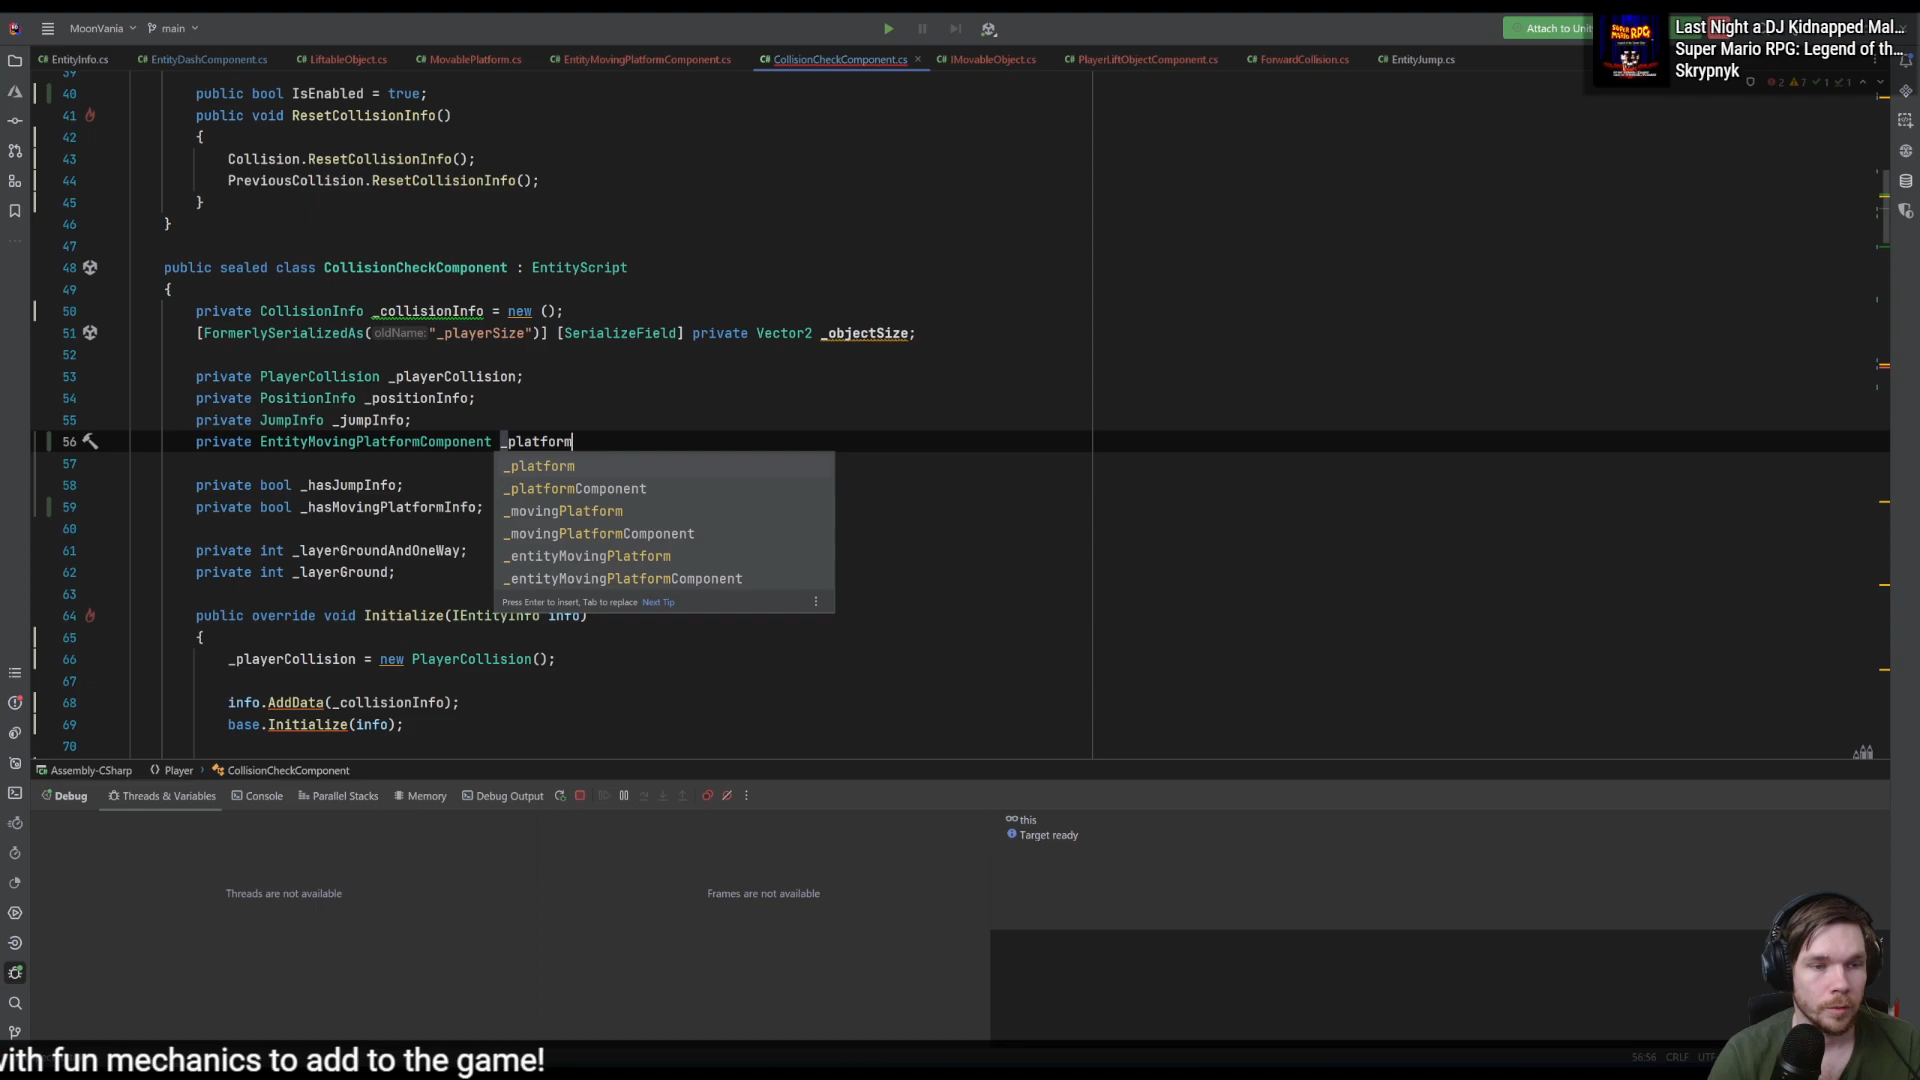 MoonVania
main
Attach to Unit
Last Night a DJ Kidnapped Mal...
Super Mario RPG: Legend of th...
Skrypnyk
EntityInfo.cs
EntityDashComponent.cs
LiftableObject.cs
MovablePlatform.cs
EntityMovingPlatformComponent.cs
CollisionCheckComponent.cs
IMovableObject.cs
PlayerLiftObjectComponent.cs
ForwardCollision.cs
EntityJump.cs
2 7 1 1
39
40 public bool IsEnabled = true;
41 public void ResetCollisionInfo()
42 {
43 Collision.ResetCollisionInfo();
44 PreviousCollision.ResetCollisionInfo();
45 }
46 }
47
48 public sealed class CollisionCheckComponent : EntityScript
49 {
50 private CollisionInfo _collisionInfo = new ();
51 [FormerlySerializedAs(oldName:"_playerSize")] [SerializeField] private Vector2 _objectSize;
52
53 private PlayerCollision _playerCollision;
54 private PositionInfo _positionInfo;
55 private JumpInfo _jumpInfo;
56 private EntityMovingPlatformComponent _platform
57
58 private bool _hasJumpInfo;
59 private bool _hasMovingPlatformInfo;
60
61 private int _layerGroundAndOneWay;
62 private int _layerGround;
63
64 public override void Initialize(IEntityInfo info)
65 {
66 _playerCollision = new PlayerCollision();
67
68 info.AddData(_collisionInfo);
69 base.Initialize(info);
70
_platform
_platformComponent
_movingPlatform
_movingPlatformComponent
_entityMovingPlatform
_entityMovingPlatformComponent
Press Enter to insert, Tab to replace Next Tip
Assembly-CSharp Player CollisionCheckComponent
Debug Threads & Variables Console Parallel Stacks Memory Debug Output
this
Target ready
Threads are not available
Frames are not available
56:56 CRLF
with fun mechanics to add to the game!